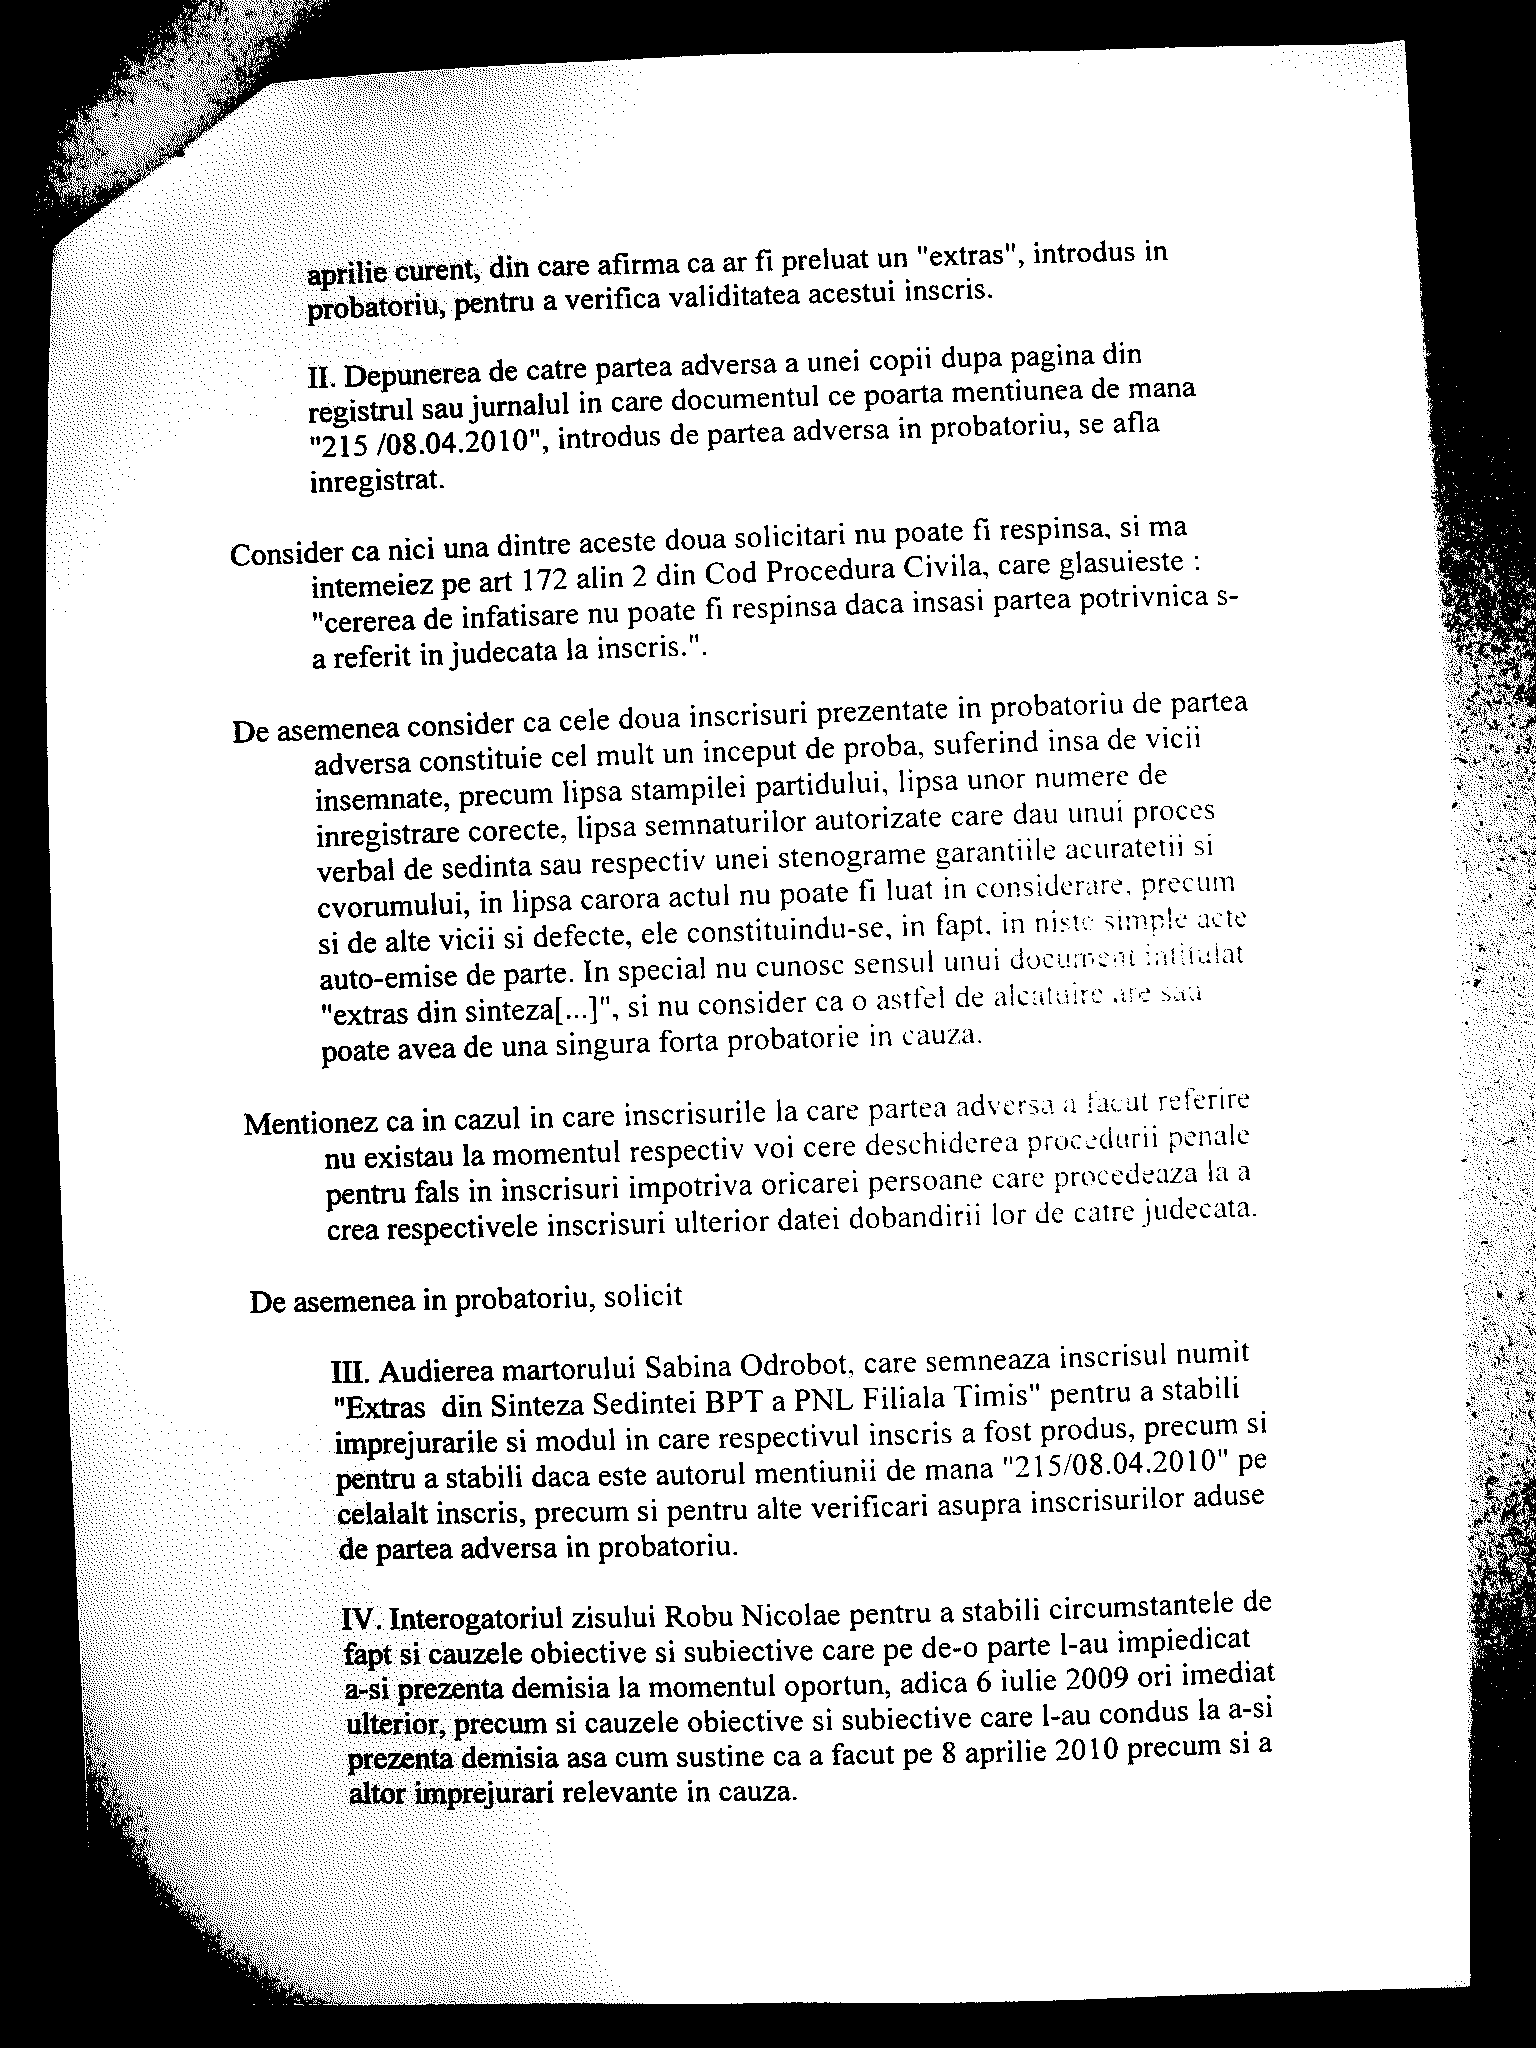 aprilie curent, din care afirma ca ar fi preluat un "extras", introdus in
probatoriu, pentru a verifica validitatea acestui inscris.
II. Depunerea de catre partea adversa a unei copii dupa pagina din
registrul sau jurnalul in care documentul ce poarta mentiunea de mana
"215 /08.04.2010", introdus de partea adversa in probatoriu, se afla
inregistrat.
Consider ca nici una dintre aceste doua solicitari nu poate fi respinsa, si ma
intemeiez pe art 172 alin 2 din Cod Procedura Civila, care glasuieste :
"cererea de infatisare nu poate fi respinsa daca insasi partea potrivnica s-
a referit in judecata la inscris.".
De asemenea consider ca cele doua inscrisuri prezentate in probatoriu de partea
adversa constituie cel mult un inceput de proba, suferind insa de vicii
insemnate, precum lipsa stampilei partidului, lipsa unor numere de
inregistrare corecte, lipsa semnaturilor autorizate care dau unui proces
verbal de sedinta sau respectiv unei stenograme garantiile acuratetii si
cvorumului, in lipsa carora actul nu poate fi luat in considerare, precum
si de alte vicii si defecte, ele constituindu-se, in fapt, in niste simple acte
auto-emise de parte. In special nu cunosc sensul unui document intitulat
"extras din sinteza[...]", si nu consider ca o astfel de alcatuire are sau
poate avea de una singura forta probatorie in cauza.
Mentionez ca in cazul in care inscrisurile la care partea adversa a facut referire
nu existau la momentul respectiv voi cere deschiderea procedurii penale
pentru fals in inscrisuri impotriva oricarei persoane care procedeaza la a
crea respectivele inscrisuri ulterior datei dobandirii lor de catre judecata.
De asemenea in probatoriu, solicit
III. Audierea martorului Sabina Odrobot, care semneaza inscrisul numit
"Extras  din Sinteza Sedintei BPT a PNL Filiala Timis" pentru a stabili
imprejurarile si modul in care respectivul inscris a fost produs, precum si
pentru a stabili daca este autorul mentiunii de mana "215/08.04.2010" pe
celalalt inscris, precum si pentru alte verificari asupra inscrisurilor aduse
de partea adversa in probatoriu.
IV. Interogatoriul zisului Robu Nicolae pentru a stabili circumstantele de
fapt si cauzele obiective si subiective care pe de-o parte l-au impiedicat
a-si prezenta demisia la momentul oportun, adica 6 iulie 2009 ori imediat
ulterior, precum si cauzele obiective si subiective care l-au condus la a-si
prezenta demisia asa cum sustine ca a facut pe 8 aprilie 2010 precum si a
altor imprejurari relevante in cauza.